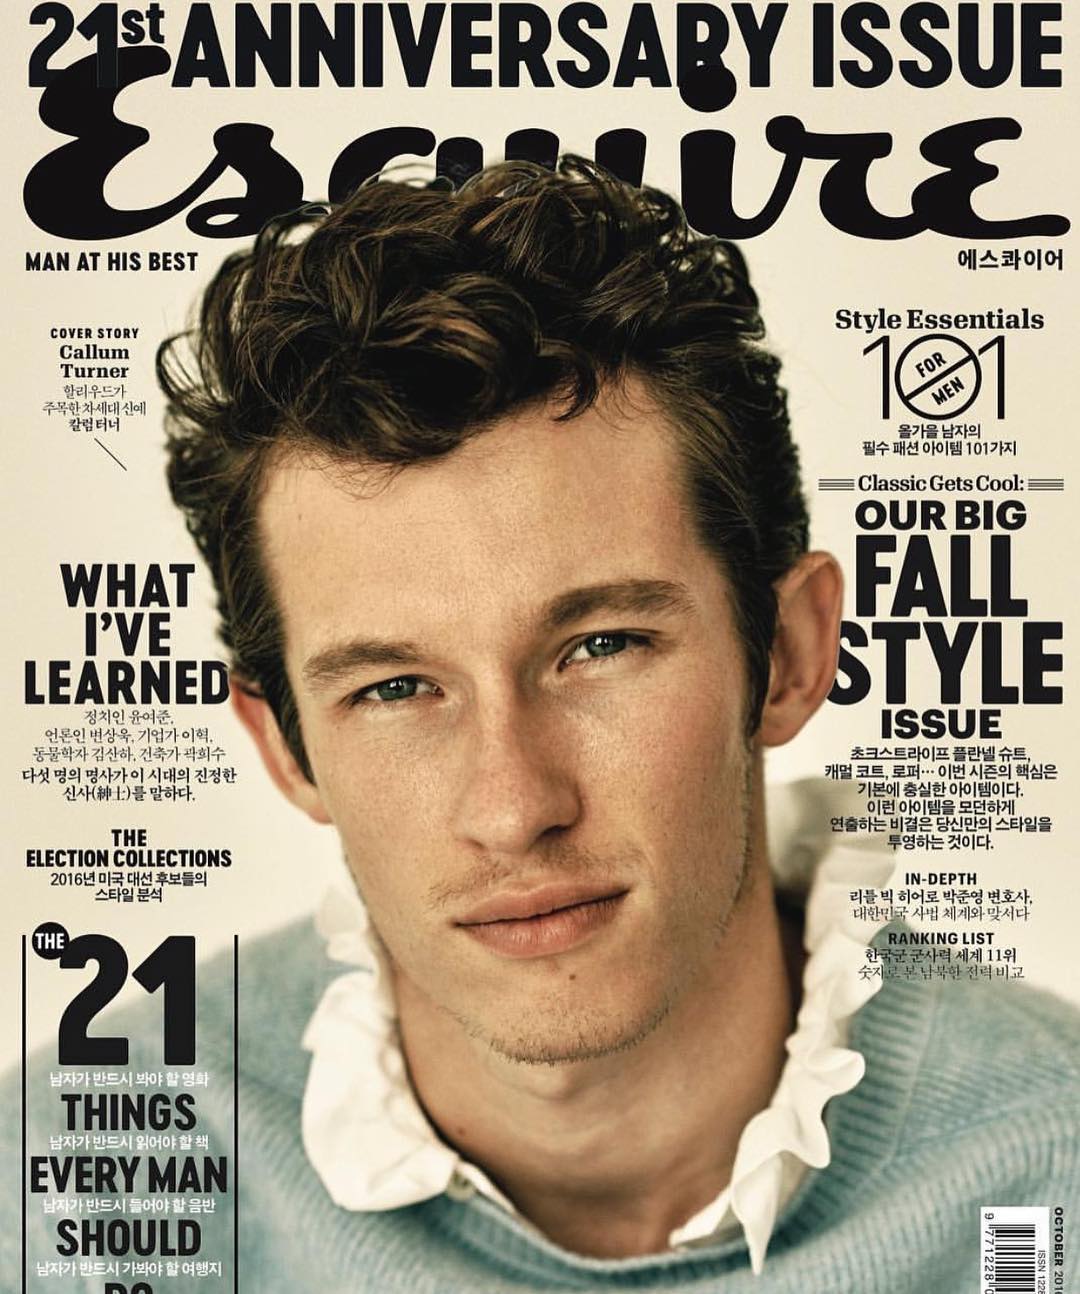 21st ANNIVERSARY ISSUE
Esquire
MAN AT HIS BEST
에스콰이어
COVER STORY
Callum
Turner
할리우드가
주목한 차세대 신예
칼럼 터너
WHAT
I'VE
LEARNED
정치인 윤여준,
언론인 변상욱, 기업가 이혁,
동물학자 김산하, 건축가 곽희수
다섯 명의 명사가 이 시대의 진정한
신사(紳士)를 말하다.
THE
ELECTION COLLECTIONS
2016년 미국 대선 후보들의
스타일 분석
THE
21
남자가 반드시 봐야 할 영화
THINGS
남자가 반드시 읽어야 할 책
EVERY MAN
남자가 반드시 들어야 할 음반
SHOULD
남자가 반드시 가봐야 할 여행지
DO
Style Essentials
101
FOR
MEN
올가을 남자의
필수 패션 아이템 101가지
Classic Gets Cool:
OUR BIG
FALL
STYLE
ISSUE
초크스트라이프 플란넬 슈트,
캐멀 코트, 로퍼… 이번 시즌의 핵심은
기본에 충실한 아이템이다.
이런 아이템을 모던하게
연출하는 비결은 당신만의 스타일을
투영하는 것이다.
IN-DEPTH
리틀 빅 히어로 박준영 변호사,
대한민국 사법 체계와 맞서다
RANKING LIST
한국군 군사력 세계 11위
숫자로 본 남북한 전력 비교
OCTOBER 201
ISSN 1228
9 771228